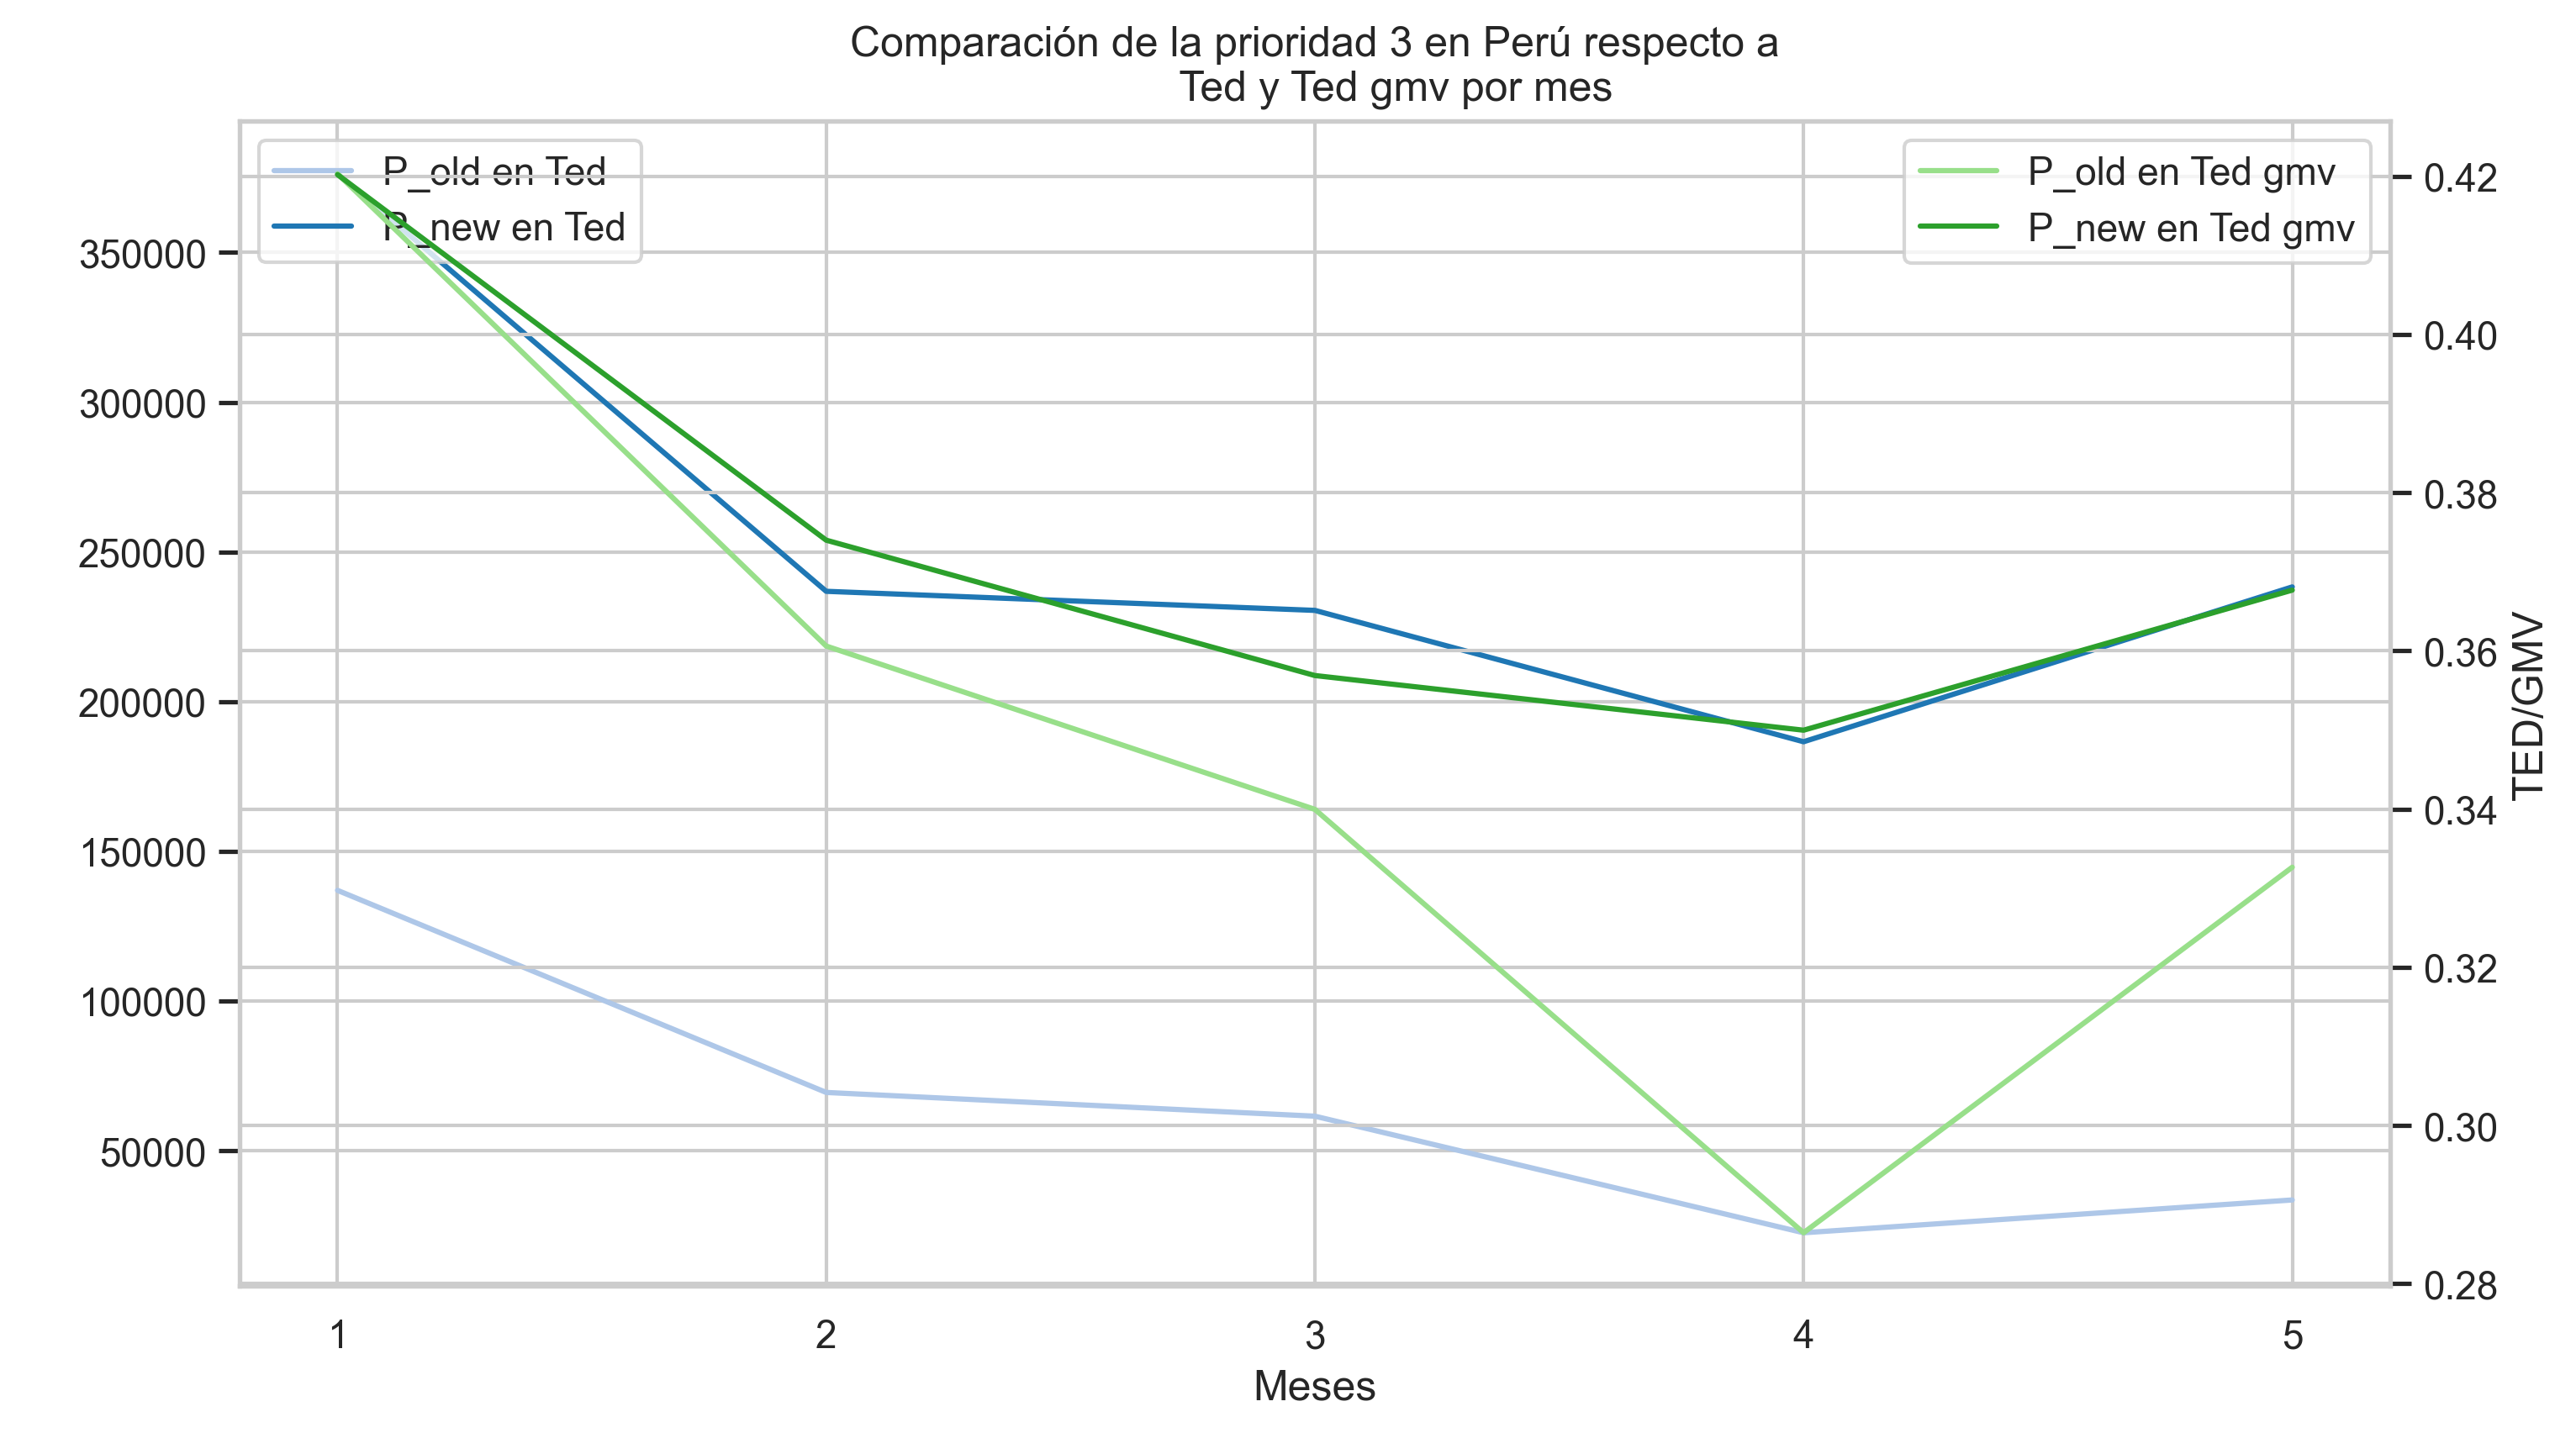 Comparación de la prioridad 3 en Perú respecto a
Ted y Ted gmv por mes
P_old en Ted
P_new en Ted
P_old en Ted gmv
P_new en Ted gmv
350000
300000
250000
200000
150000
100000
50000
0.42
0.40
0.38
0.36
0.34
0.32
0.30
0.28
TED/GMV
1 2 3 4 5
Meses